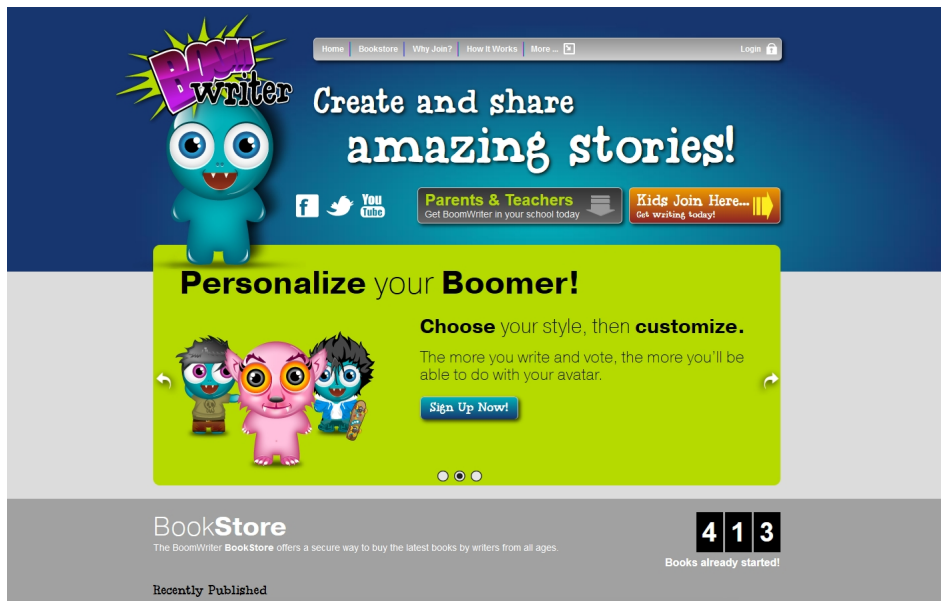 BOOM
writer
Home Bookstore Why Join? How It Works More ... Login
Create and share
amazing stories!
f You
Tube
Parents & Teachers
Get BoomWriter in your school today
Kids Join Here...
Get writing today!
Personalize your Boomer!
Choose your style, then customize.
The more you write and vote, the more you'll be
able to do with your avatar.
Sign Up Now!
BookStore
The BoomWriter BookStore offers a secure way to buy the latest books by writers from all ages.
413
Books already started!
Recently Published